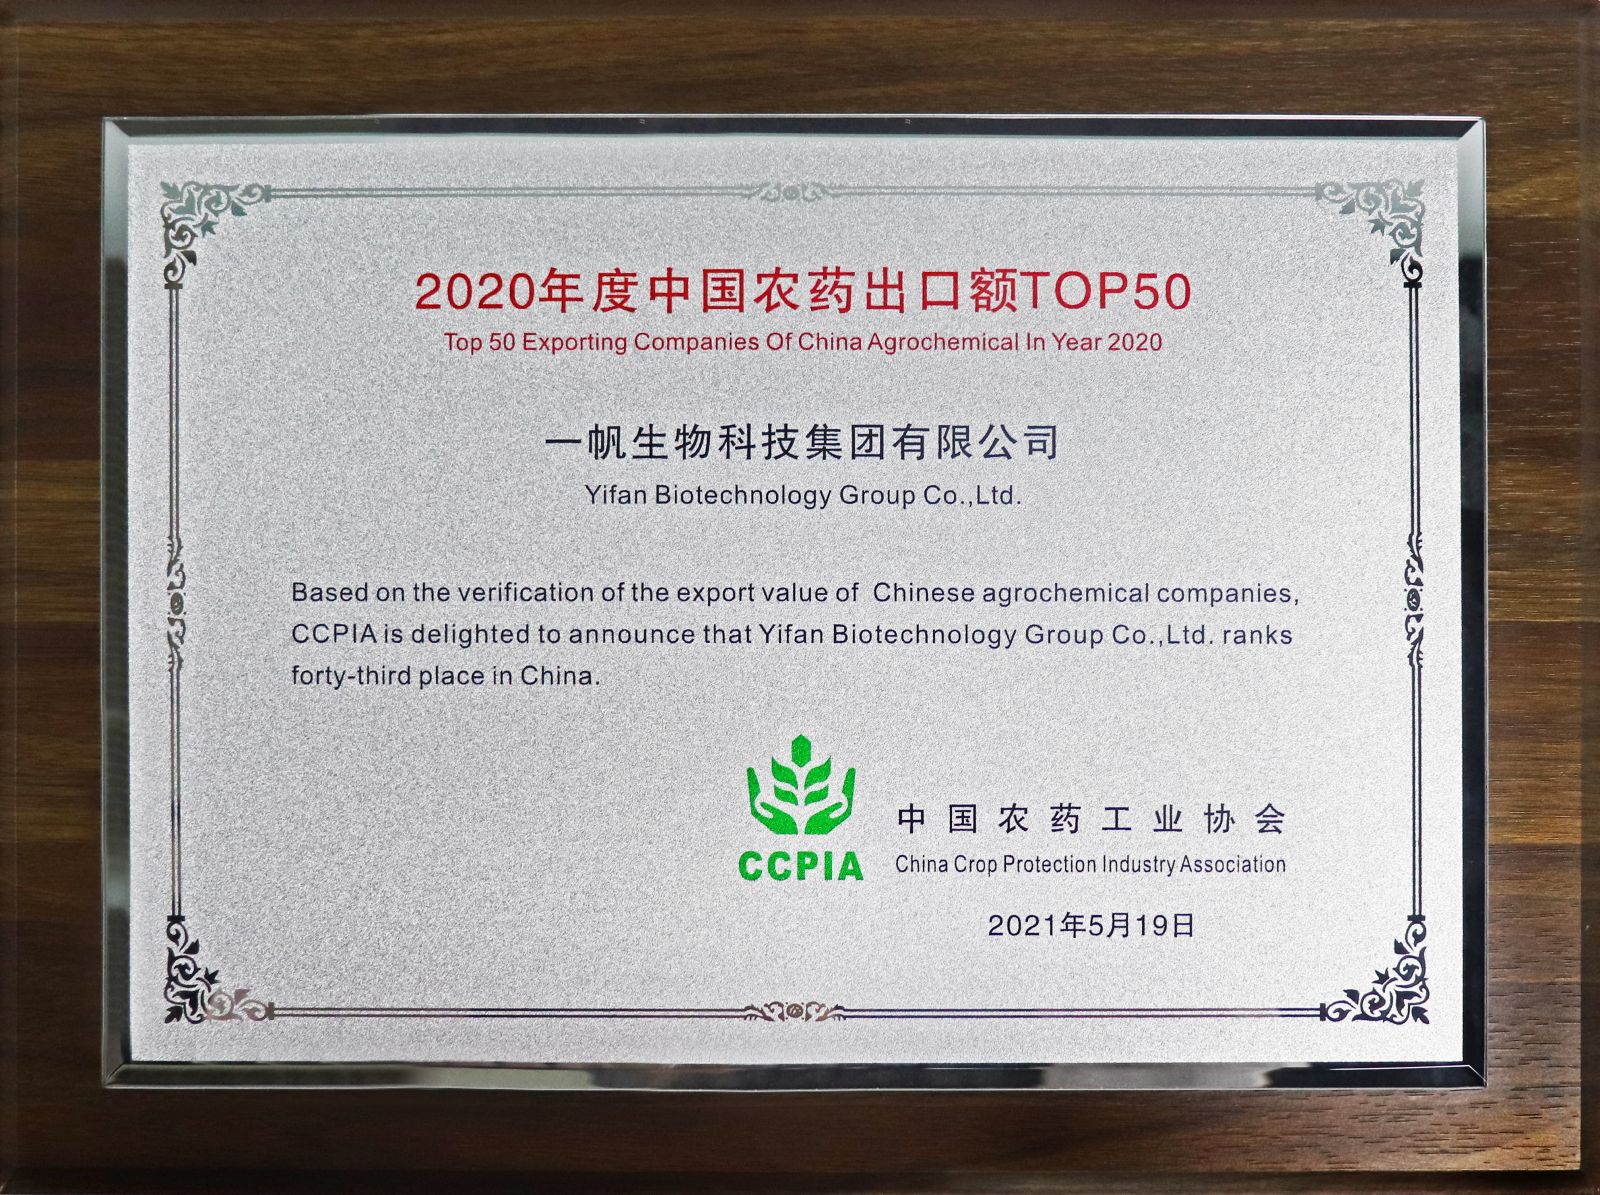 2020年度中国农药出口额TOP50
Top 50 Exporting Companies Of China Agrochemical In Year 2020
一帆生物科技集团有限公司
Yifan Biotechnology Group Co.,Ltd.
Based on the verification of the export value of Chinese agrochemical companies,
CCPIA is delighted to announce that Yifan Biotechnology Group Co.,Ltd. ranks
forty-third place in China.
CCPIA
中国农药工业协会
China Crop Protection Industry Association
2021年5月19日